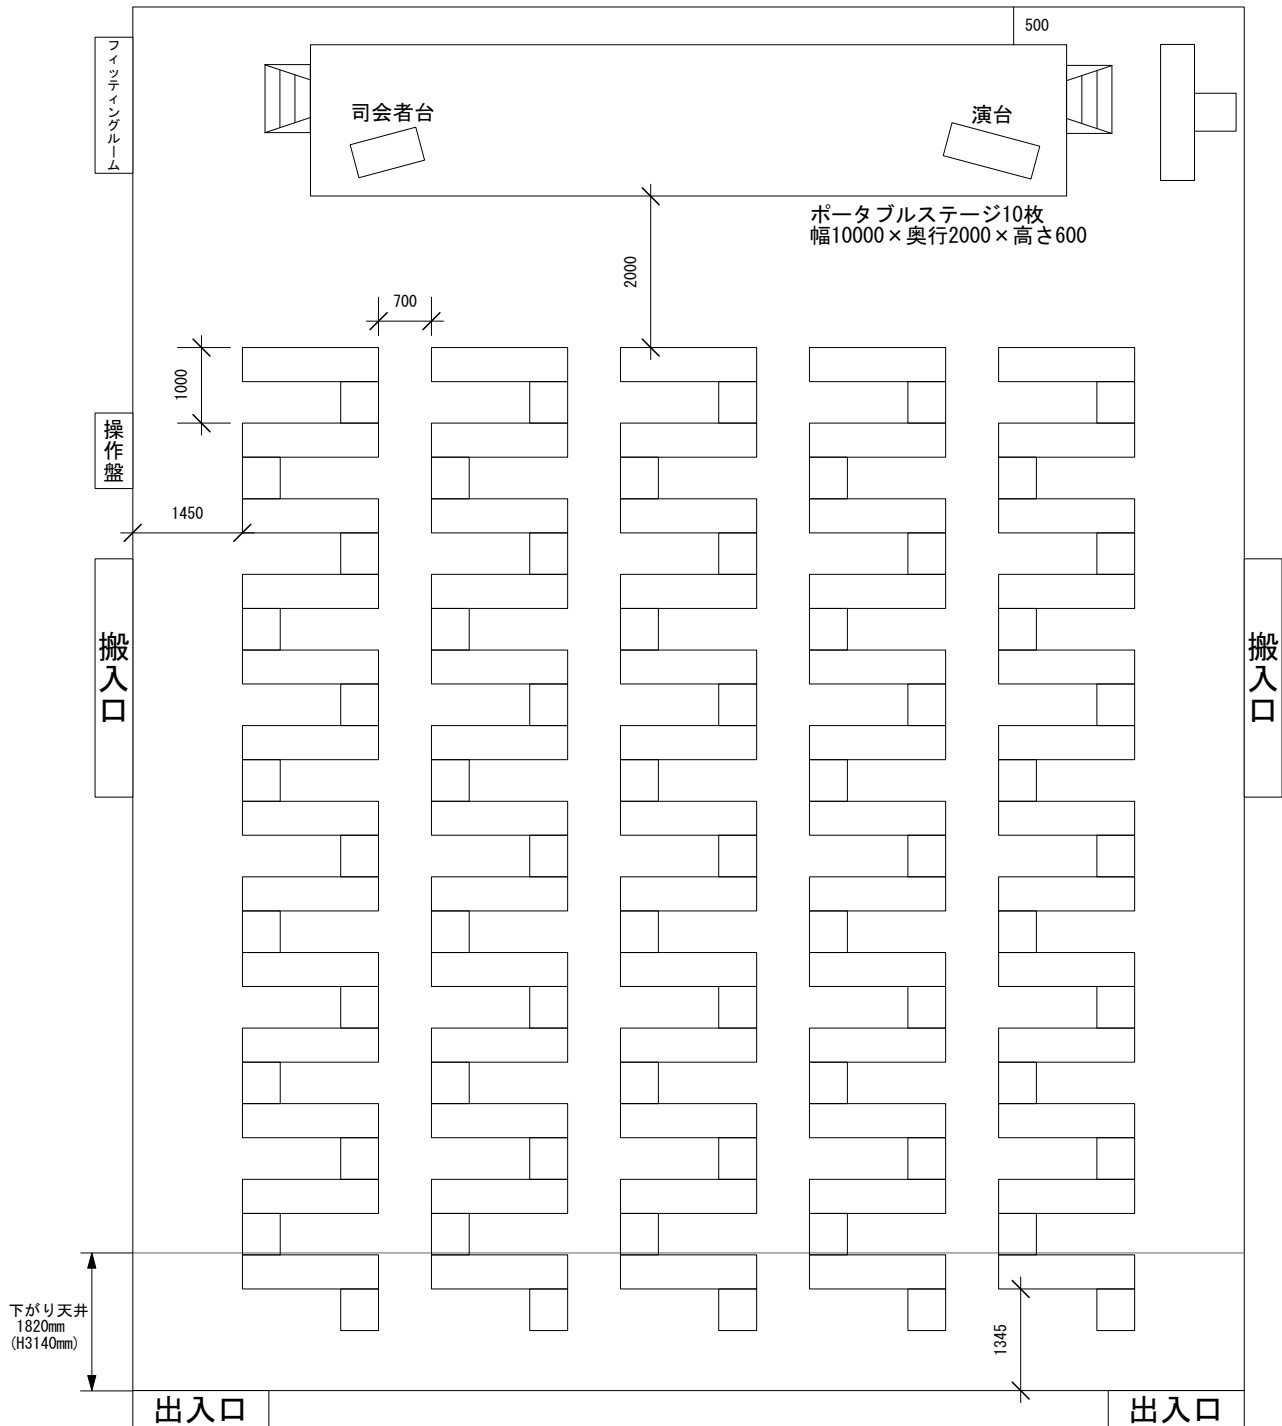 500
フィッティングルーム
司会者台
演台
ポータブルステージ10枚
幅10000×奥行2000×高さ600
2000
700
1000
操作盤
1450
搬入口
搬入口
下がり天井
1820mm
(H3140mm)
1345
出入口
出入口